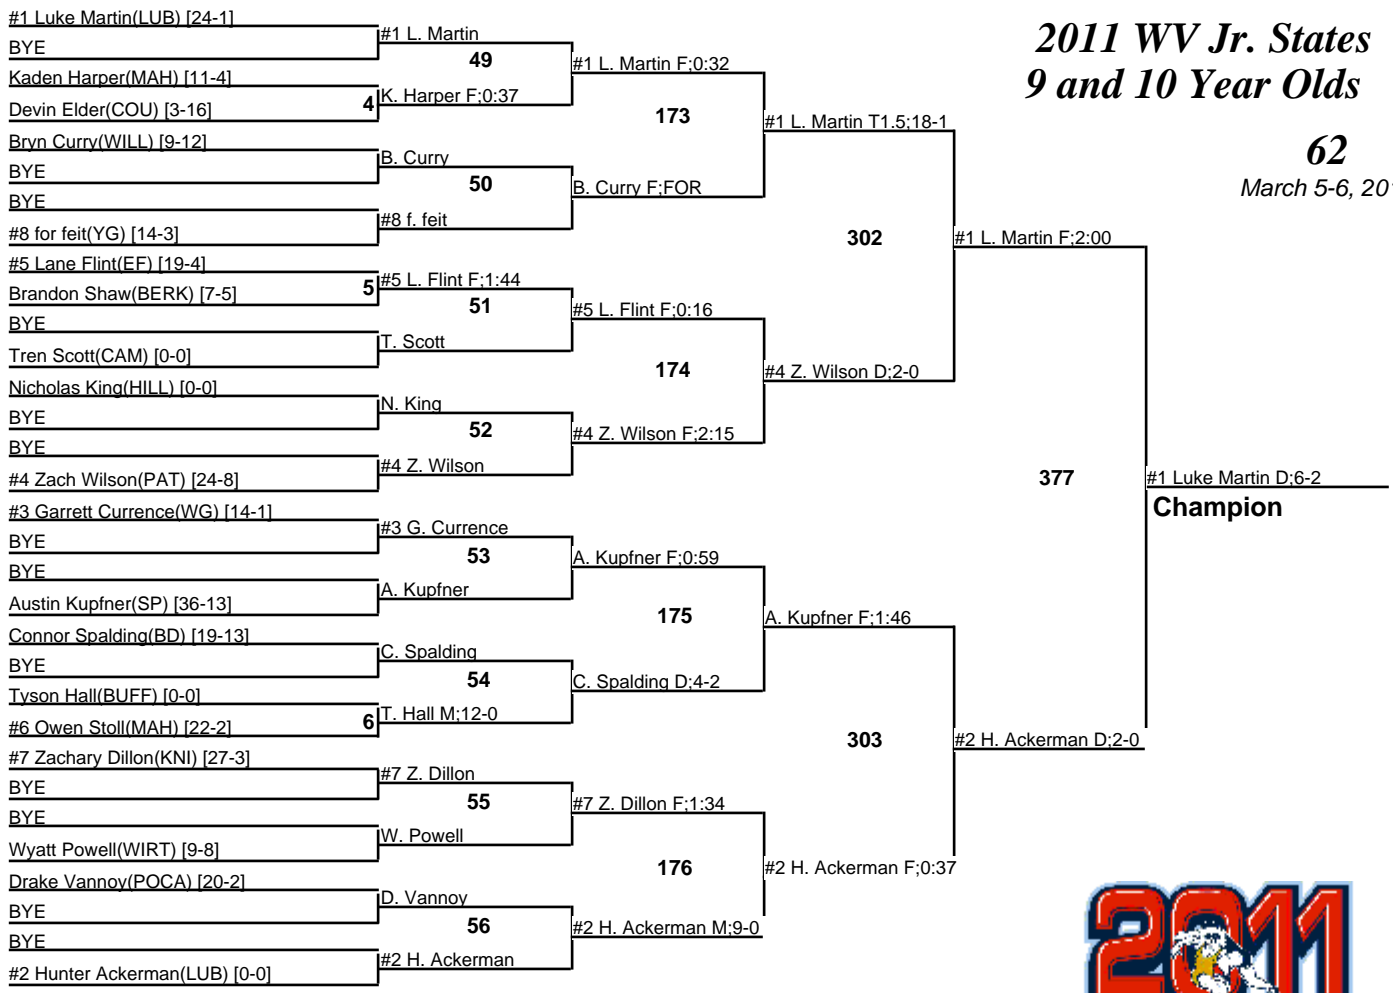 #1 Luke Martin(LUB) [24-1]
BYE
Kaden Harper(MAH) [11-4]
Devin Elder(COU) [3-16]
Bryn Curry(WILL) [9-12]
BYE
BYE
#8 for feit(YG) [14-3]
#5 Lane Flint(EF) [19-4]
Brandon Shaw(BERK) [7-5]
BYE
Tren Scott(CAM) [0-0]
Nicholas King(HILL) [0-0]
BYE
BYE
#4 Zach Wilson(PAT) [24-8]
#3 Garrett Currence(WG) [14-1]
BYE
BYE
Austin Kupfner(SP) [36-13]
Connor Spalding(BD) [19-13]
BYE
Tyson Hall(BUFF) [0-0]
#6 Owen Stoll(MAH) [22-2]
#7 Zachary Dillon(KNI) [27-3]
BYE
BYE
Wyatt Powell(WIRT) [9-8]
Drake Vannoy(POCA) [20-2]
BYE
BYE
#2 Hunter Ackerman(LUB) [0-0]
#1 L. Martin
49
4
K. Harper F;0:37
B. Curry
50
#8 f. feit
5
#5 L. Flint F;1:44
51
T. Scott
N. King
52
#4 Z. Wilson
#3 G. Currence
53
A. Kupfner
C. Spalding
54
6
T. Hall M;12-0
#7 Z. Dillon
55
W. Powell
D. Vannoy
56
#2 H. Ackerman
#1 L. Martin F;0:32
173
B. Curry F;FOR
#5 L. Flint F;0:16
174
#4 Z. Wilson F;2:15
A. Kupfner F;0:59
175
C. Spalding D;4-2
#7 Z. Dillon F;1:34
176
#2 H. Ackerman M;9-0
#1 L. Martin T1.5;18-1
302
#4 Z. Wilson D;2-0
A. Kupfner F;1:46
303
#2 H. Ackerman F;0:37
#1 L. Martin F;2:00
377
#2 H. Ackerman D;2-0
#1 Luke Martin D;6-2
Champion
2011 WV Jr. States
9 and 10 Year Olds
62
March 5-6, 201
2011